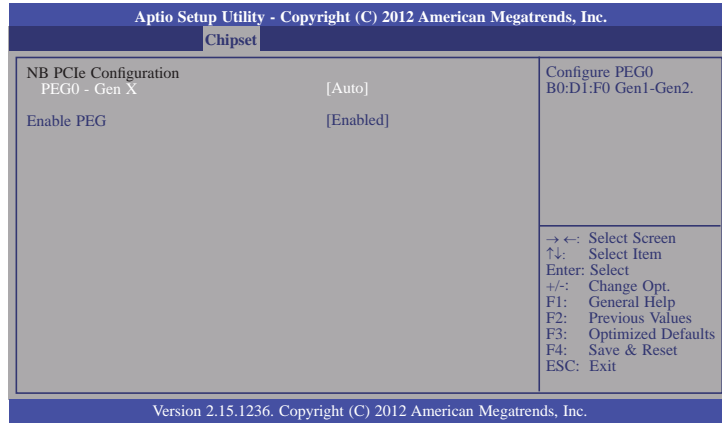 Aptio Setup Utility - Copyright (C) 2012 American Megatrends, Inc.
Chipset
NB PCIe Configuration
PEG0 - Gen X [Auto]
Enable PEG [Enabled]
Configure PEG0
B0:D1:F0 Gen1-Gen2.
→←: Select Screen
↑↓: Select Item
Enter: Select
+/-: Change Opt.
F1: General Help
F2: Previous Values
F3: Optimized Defaults
F4: Save & Reset
ESC: Exit
Version 2.15.1236. Copyright (C) 2012 American Megatrends, Inc.